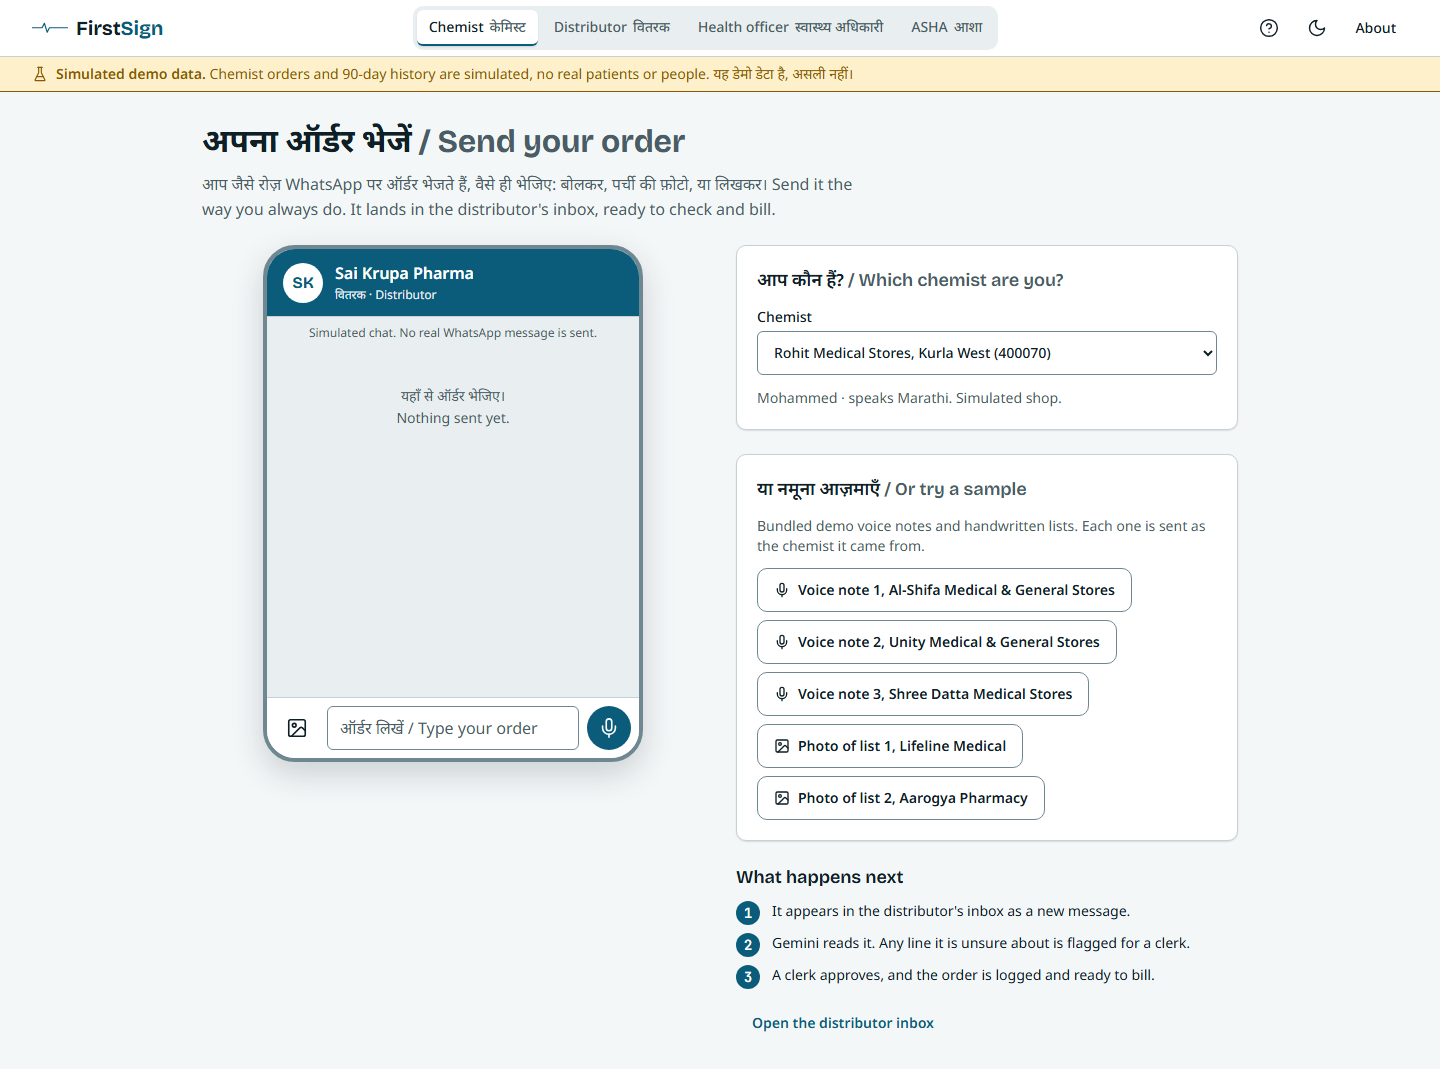 FirstSign
Chemist केमिस्ट
Distributor वितरक
Health officer स्वास्थ्य अधिकारी
ASHA आशा
About
Simulated demo data. Chemist orders and 90-day history are simulated, no real patients or people. यह डेमो डेटा है, असली नहीं।
अपना ऑर्डर भेजें / Send your order
आप जैसे रोज़ WhatsApp पर ऑर्डर भेजते हैं, वैसे ही भेजिए: बोलकर, पर्ची की फ़ोटो, या लिखकर। Send it the
way you always do. It lands in the distributor's inbox, ready to check and bill.
SK
Sai Krupa Pharma
वितरक · Distributor
Simulated chat. No real WhatsApp message is sent.
यहाँ से ऑर्डर भेजिए।
Nothing sent yet.
ऑर्डर लिखें / Type your order
आप कौन हैं? / Which chemist are you?
Chemist
Rohit Medical Stores, Kurla West (400070)
Mohammed · speaks Marathi. Simulated shop.
या नमूना आज़माएँ / Or try a sample
Bundled demo voice notes and handwritten lists. Each one is sent as
the chemist it came from.
Voice note 1, Al-Shifa Medical & General Stores
Voice note 2, Unity Medical & General Stores
Voice note 3, Shree Datta Medical Stores
Photo of list 1, Lifeline Medical
Photo of list 2, Aarogya Pharmacy
What happens next
1 It appears in the distributor's inbox as a new message.
2 Gemini reads it. Any line it is unsure about is flagged for a clerk.
3 A clerk approves, and the order is logged and ready to bill.
Open the distributor inbox